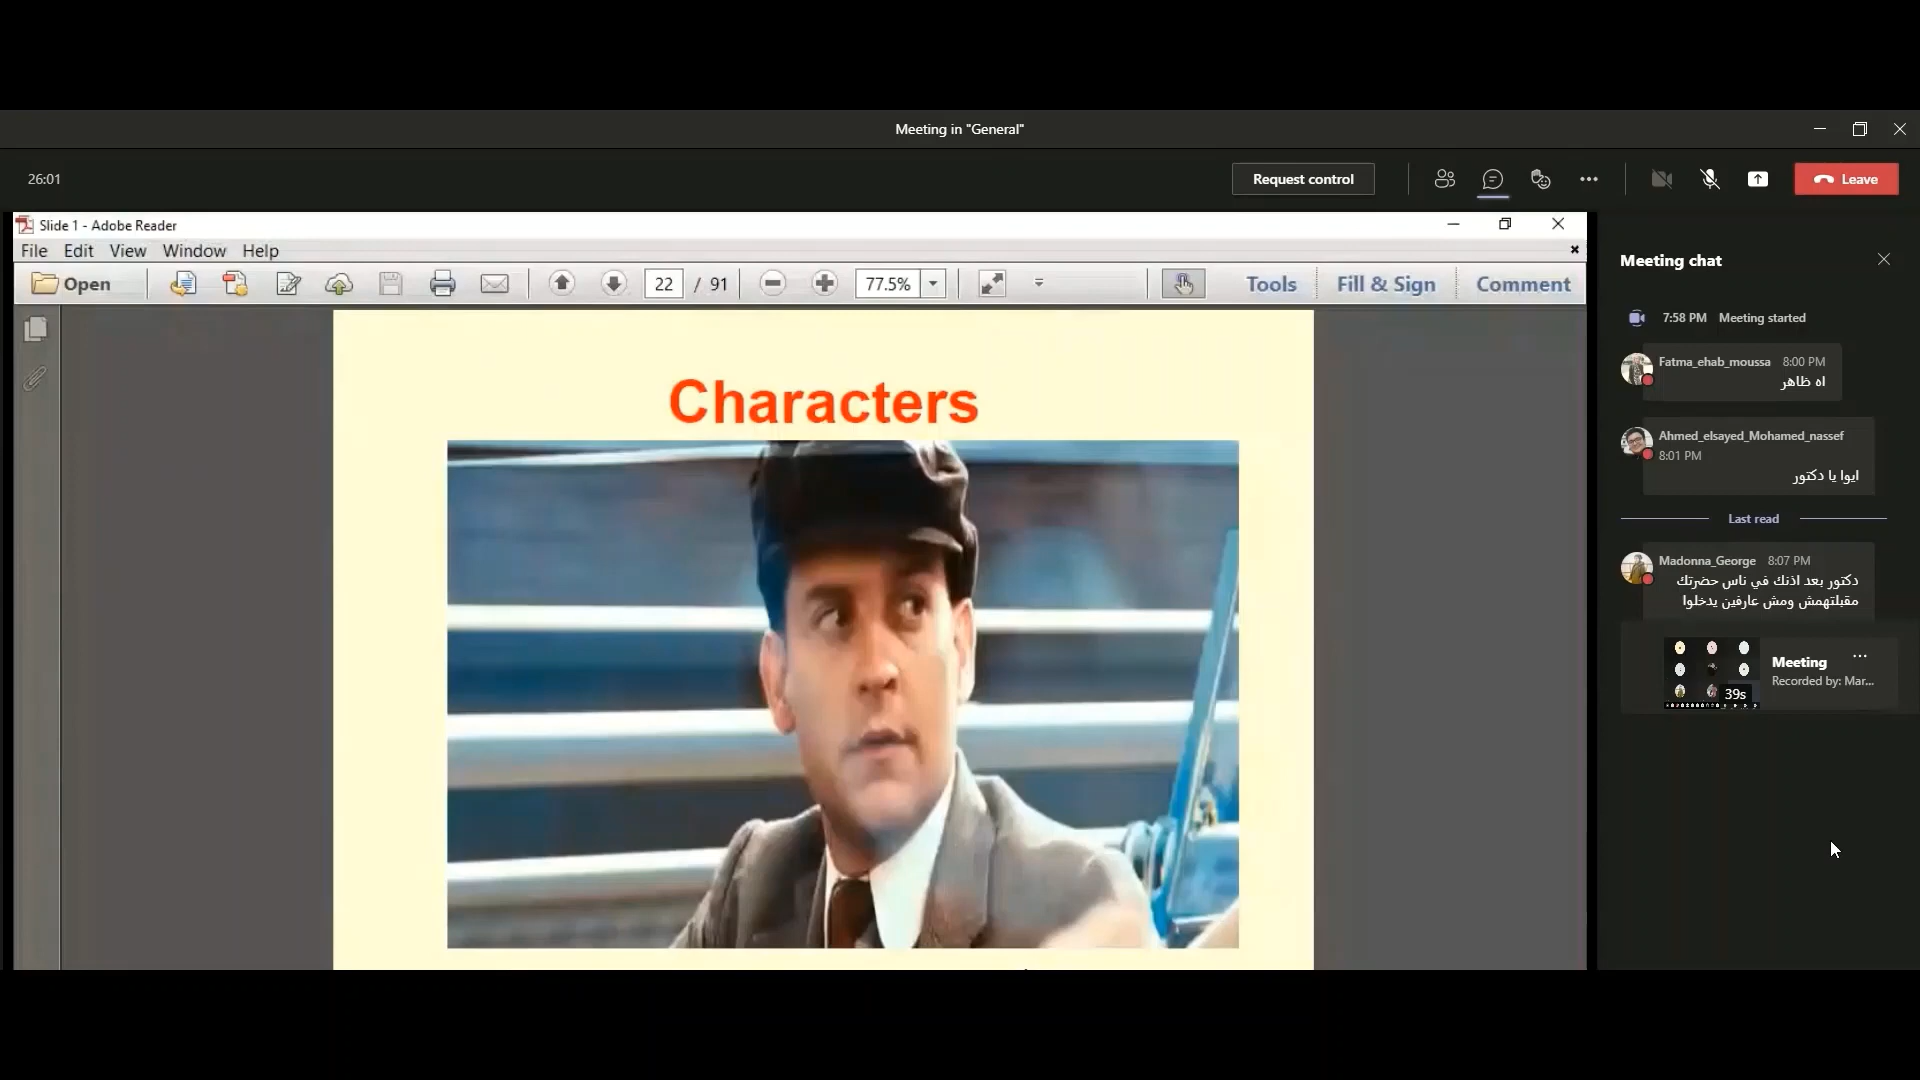 Meeting in "General"
26:01
Request control
Leave
Slide 1 - Adobe Reader
File Edit View Window Help
Open
22 / 91
77.5%
Tools
Fill & Sign
Comment
Characters
Meeting chat
7:58 PM Meeting started
Fatma_ehab_moussa 8:00 PM
اه ظاهر
Ahmed_elsayed_Mohamed_nassef
8:01 PM
ايوا يا دكتور
Last read
Madonna_George 8:07 PM
دكتور بعد اذنك في ناس حضرتك
مقبلتهمش ومش عارفين يدخلوا
Meeting
Recorded by: Mar...
39s